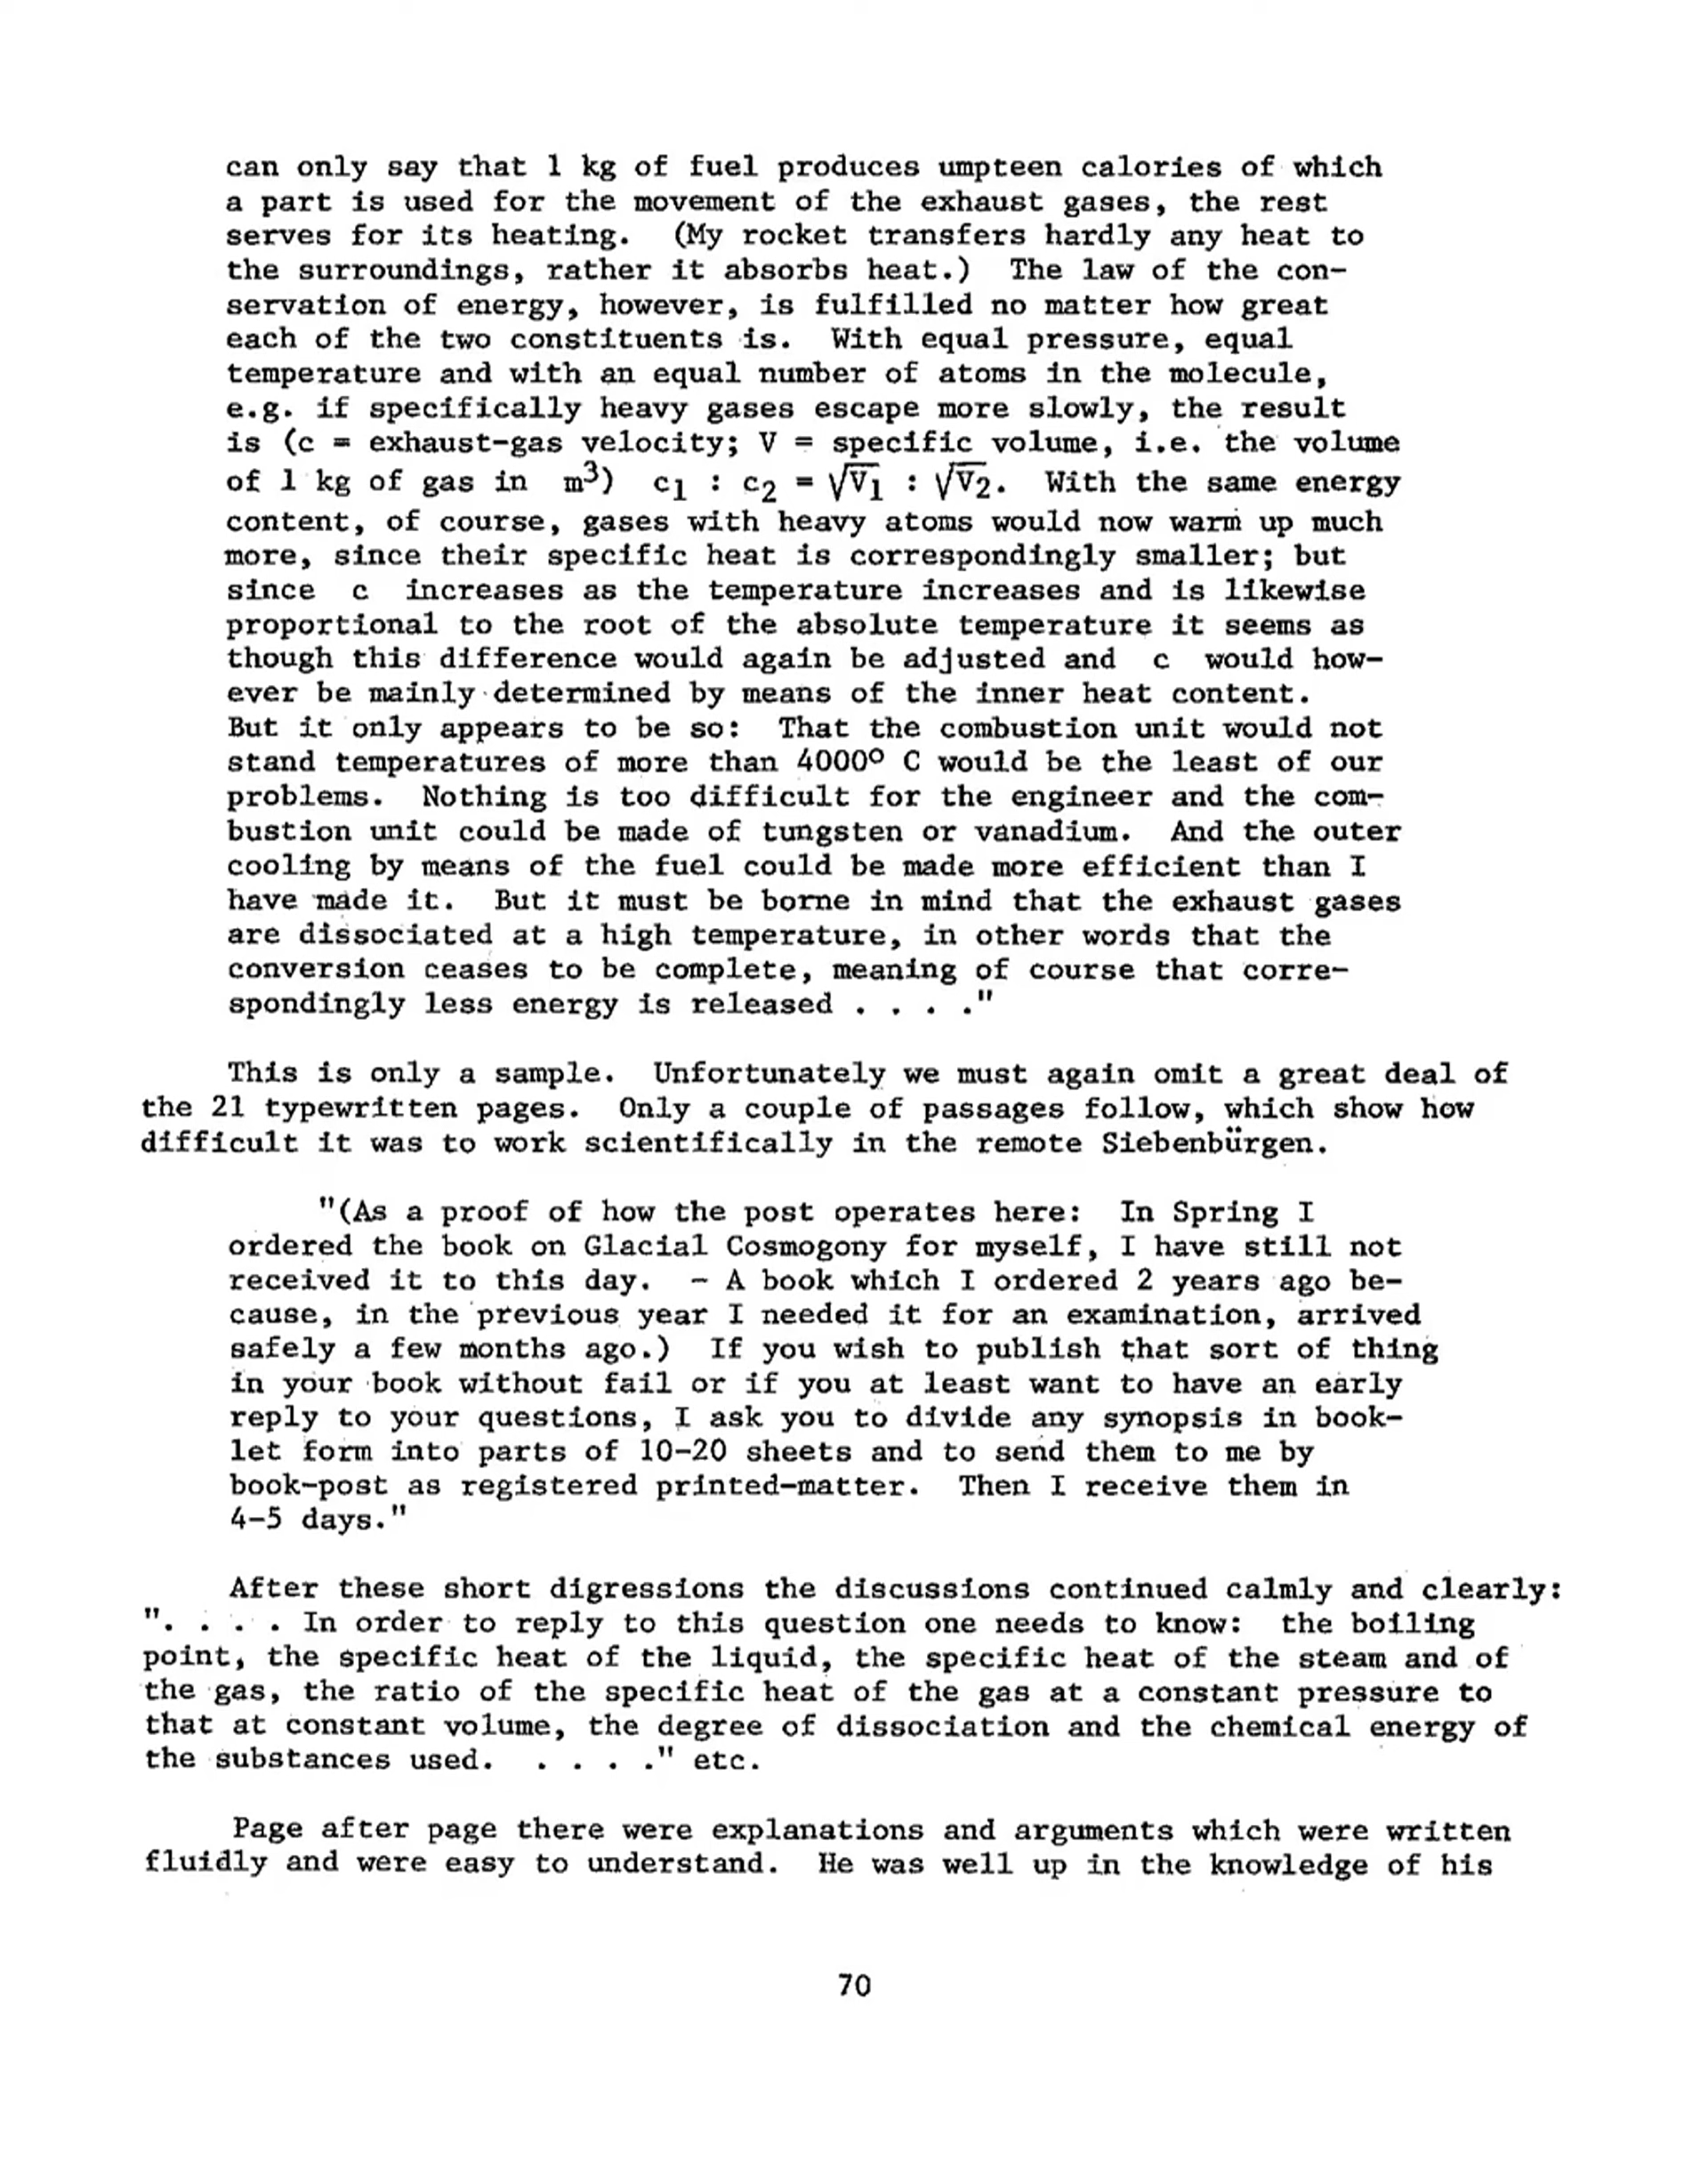 can only say that 1 kg of fuel produces umpteen calories of which
a part is used for the movement of the exhaust gases, the rest
serves for its heating. (My rocket transfers hardly any heat to
the surroundings, rather it absorbs heat.) The law of the con-
servation of energy, however, is fulfilled no matter how great
each of the two constituents is. With equal pressure, equal
temperature and with an equal number of atoms in the molecule,
e.g. if specifically heavy gases escape more slowly, the result
is (c = exhaust-gas velocity; V = specific volume, i.e. the volume
of 1 kg of gas in m³) c₁ : c₂ = √V₁ : √V₂. With the same energy
content, of course, gases with heavy atoms would now warm up much
more, since their specific heat is correspondingly smaller; but
since c increases as the temperature increases and is likewise
proportional to the root of the absolute temperature it seems as
though this difference would again be adjusted and c would how-
ever be mainly determined by means of the inner heat content.
But it only appears to be so: That the combustion unit would not
stand temperatures of more than 4000° C would be the least of our
problems. Nothing is too difficult for the engineer and the com-
bustion unit could be made of tungsten or vanadium. And the outer
cooling by means of the fuel could be made more efficient than I
have made it. But it must be borne in mind that the exhaust gases
are dissociated at a high temperature, in other words that the
conversion ceases to be complete, meaning of course that corre-
spondingly less energy is released . . . ."
This is only a sample. Unfortunately we must again omit a great deal of
the 21 typewritten pages. Only a couple of passages follow, which show how
difficult it was to work scientifically in the remote Siebenbürgen.
"(As a proof of how the post operates here: In Spring I
ordered the book on Glacial Cosmogony for myself, I have still not
received it to this day. - A book which I ordered 2 years ago be-
cause, in the previous year I needed it for an examination, arrived
safely a few months ago.) If you wish to publish that sort of thing
in your book without fail or if you at least want to have an early
reply to your questions, I ask you to divide any synopsis in book-
let form into parts of 10-20 sheets and to send them to me by
book-post as registered printed-matter. Then I receive them in
4-5 days."
After these short digressions the discussions continued calmly and clearly:
". . . . In order to reply to this question one needs to know: the boiling
point, the specific heat of the liquid, the specific heat of the steam and of
the gas, the ratio of the specific heat of the gas at a constant pressure to
that at constant volume, the degree of dissociation and the chemical energy of
the substances used. . . . ." etc.
Page after page there were explanations and arguments which were written
fluidly and were easy to understand. He was well up in the knowledge of his
70